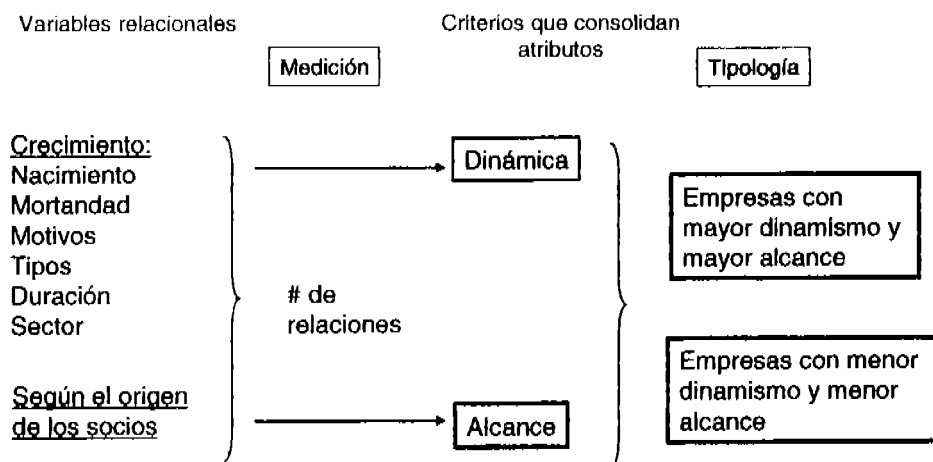 Variables relacionales
Criterios que consolidan
atributos
Medición
Tipología
Crecimiento:
Nacimiento
Mortandad
Motivos
Tipos
Duración
Sector
Según el origen
de los socios
# de
relaciones
Dinámica
Alcance
Empresas con
mayor dinamísmo y
mayor alcance
Empresas con menor
dinamismo y menor
alcance